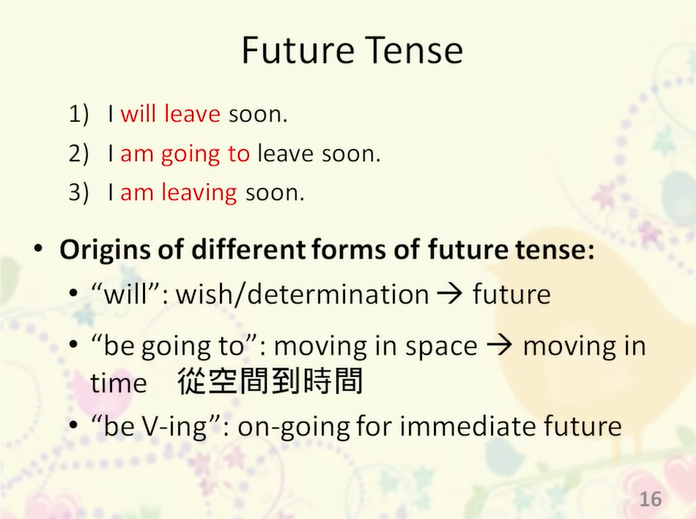 Future Tense
1) I will leave soon.
2) I am going to leave soon.
3) I am leaving soon.
• Origins of different forms of future tense:
• “will”: wish/determination → future
• “be going to”: moving in space → moving in
time 從空間到時間
• “be V-ing”: on-going for immediate future
16